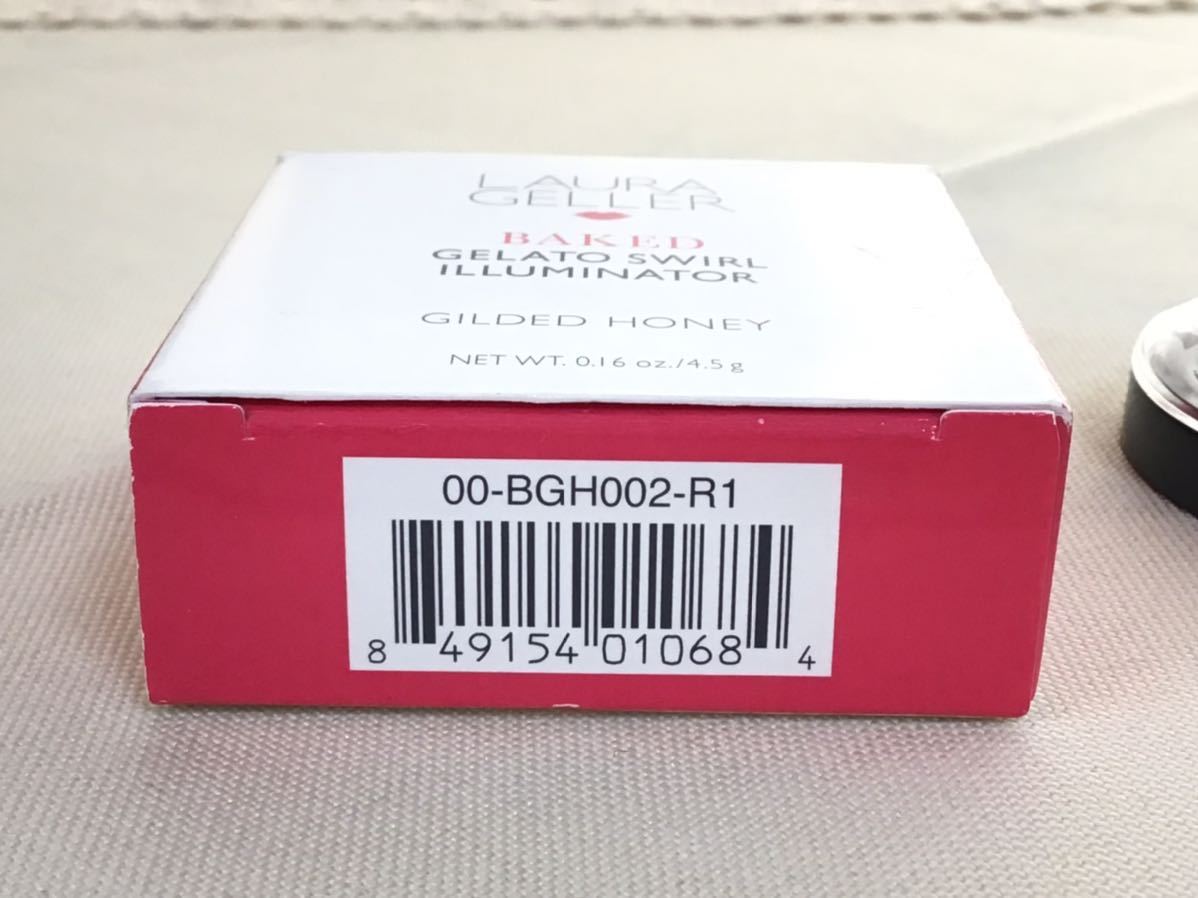 LAURA
GELLER
BAKED
GELATO SWIRL
ILLUMINATOR
GILDED HONEY
NET WT. 0.16 oz./4.5 g
00-BGH002-R1
8 49154 01068 4